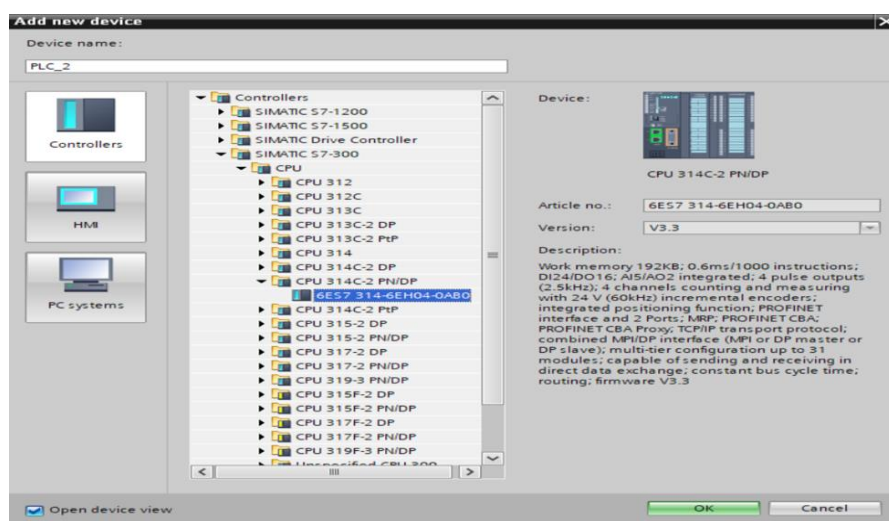 Add new device
Device name:
PLC_2
Controllers
HMI
PC systems
Controllers
SIMATIC S7-1200
SIMATIC S7-1500
SIMATIC Drive Controller
SIMATIC S7-300
CPU
CPU 312
CPU 312C
CPU 313C
CPU 313C-2 DP
CPU 313C-2 PtP
CPU 314
CPU 314C-2 DP
CPU 314C-2 PN/DP
6ES7 314-6EH04-0AB0
CPU 314C-2 PtP
CPU 315-2 DP
CPU 315-2 PN/DP
CPU 317-2 DP
CPU 317-2 PN/DP
CPU 319-3 PN/DP
CPU 315F-2 DP
CPU 315F-2 PN/DP
CPU 317F-2 DP
CPU 317F-2 PN/DP
CPU 319F-3 PN/DP
Unspecified CPU 300
Device:
CPU 314C-2 PN/DP
Article no.: 6ES7 314-6EH04-0AB0
Version: V3.3
Description:
Work memory 192KB; 0.6ms/1000 instructions;
DI24/DO16; AI5/AO2 integrated; 4 pulse outputs
(2.5kHz); 4 channels counting and measuring
with 24 V (60kHz) incremental encoders;
integrated positioning function; PROFINET
interface and 2 Ports; MRP; PROFINET CBA;
PROFINET CBA Proxy; TCP/IP transport protocol;
combined MPI/DP interface (MPI or DP master or
DP slave); multi-tier configuration up to 31
modules; capable of sending and receiving in
direct data exchange; constant bus cycle time;
routing; firmware V3.3
Open device view
OK
Cancel